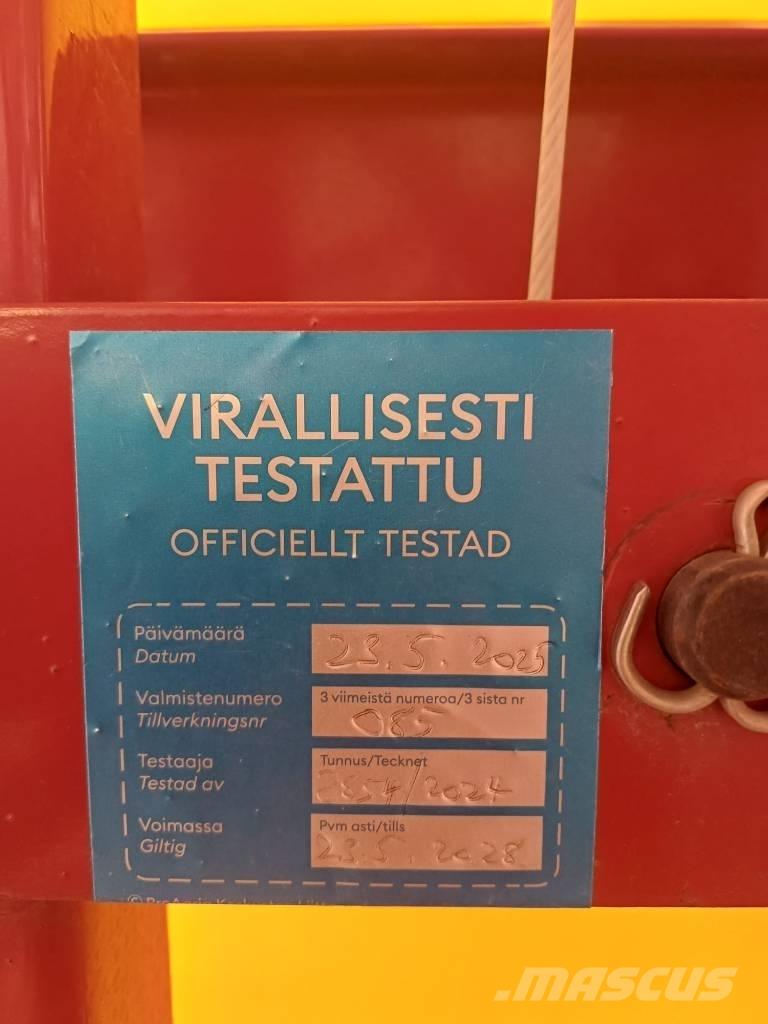 VIRALLISESTI
TESTATTU
OFFICIELLT TESTAD
Päivämäärä
Datum
23.5.2025
Valmistenumero
Tillverkningsnr
3 viimeistä numeroa/3 sista nr
085
Testaaja
Testad av
Tunnus/Tecknet
2854/2024
Voimassa
Giltig
Pvm asti/tills
23.5.2028
MASCUS